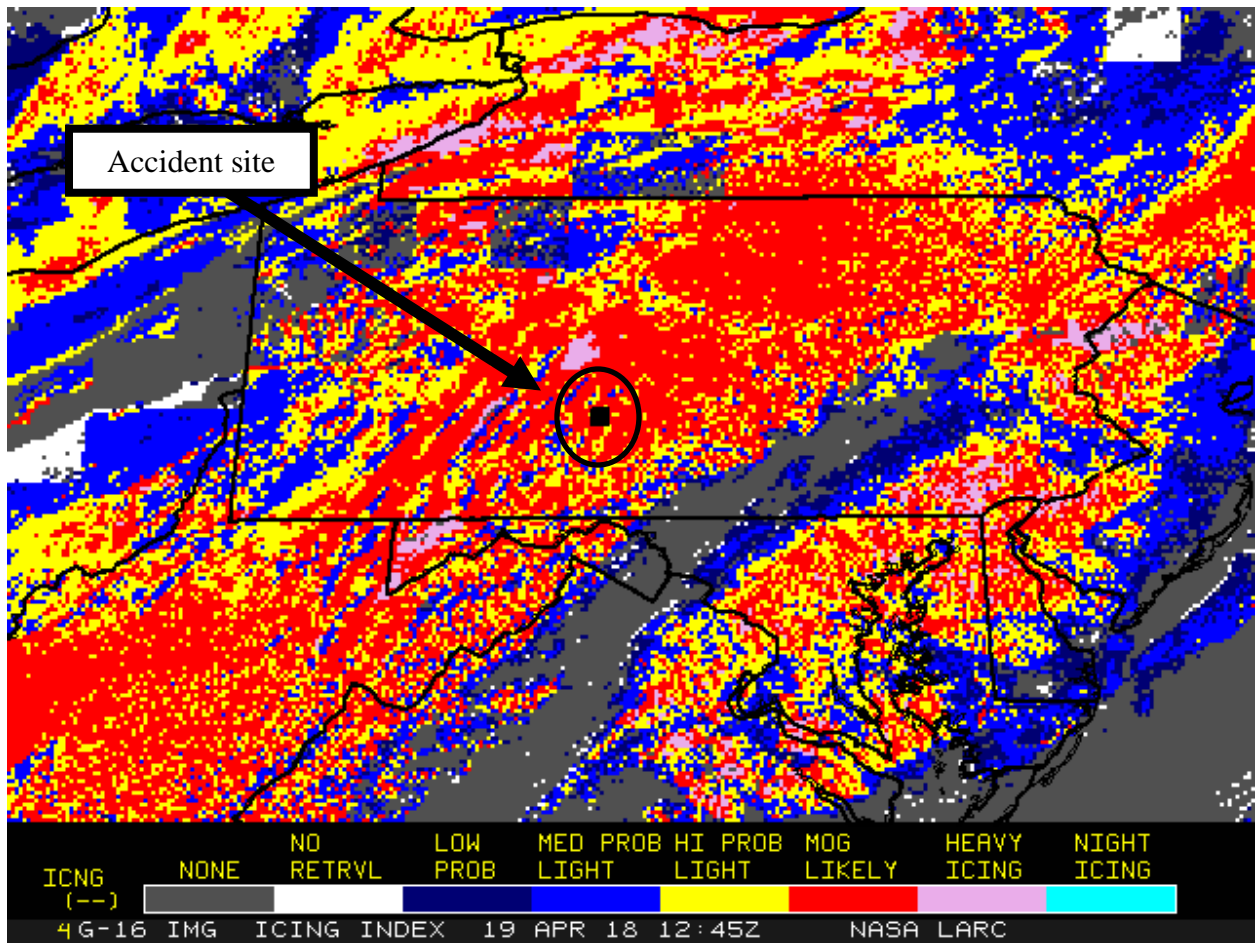 Accident site
NO LOW MED PROB HI PROB MOG HEAVY NIGHT
ICNG NONE RETRVL PROB LIGHT LIGHT LIKELY ICING ICING
(--)
4 G-16 IMG ICING INDEX 19 APR 18 12:45Z NASA LARC